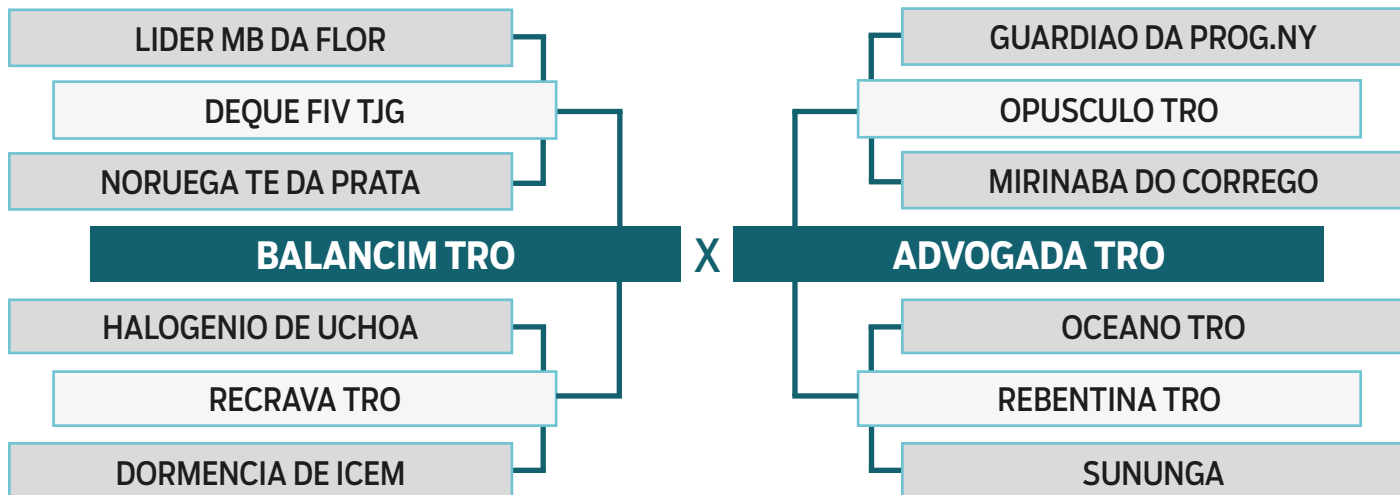 LIDER MB DA FLOR
DEQUE FIV TJG
NORUEGA TE DA PRATA
BALANCIM TRO
HALOGENIO DE UCHOA
RECRAVA TRO
DORMENCIA DE ICEM
X
GUARDIAO DA PROG.NY
OPUSCULO TRO
MIRINABA DO CORREGO
ADVOGADA TRO
OCEANO TRO
REBENTINA TRO
SUNUNGA